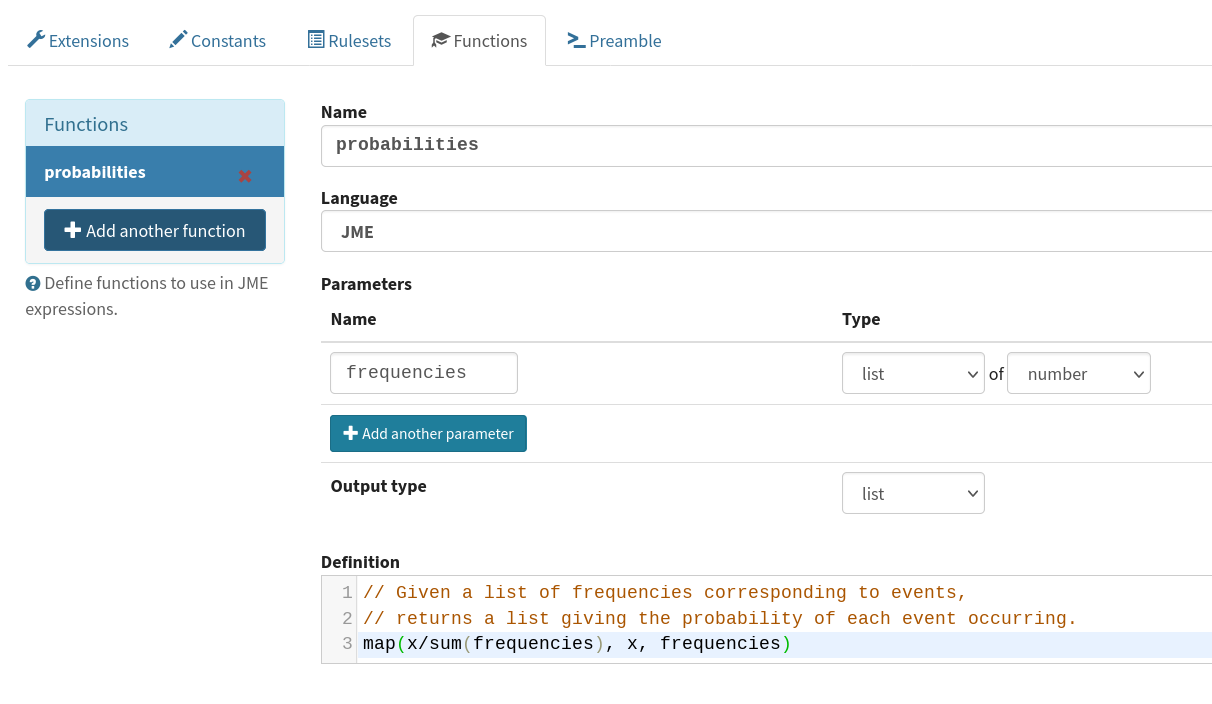 Extensions Constants Rulesets Functions Preamble
Functions
probabilities
Add another function
Define functions to use in JME
expressions.
Name
probabilities
Language
JME
Parameters
Name Type
frequencies list of number
Add another parameter
Output type list
Definition
1 // Given a list of frequencies corresponding to events,
2 // returns a list giving the probability of each event occurring.
3 map(x/sum(frequencies), x, frequencies)